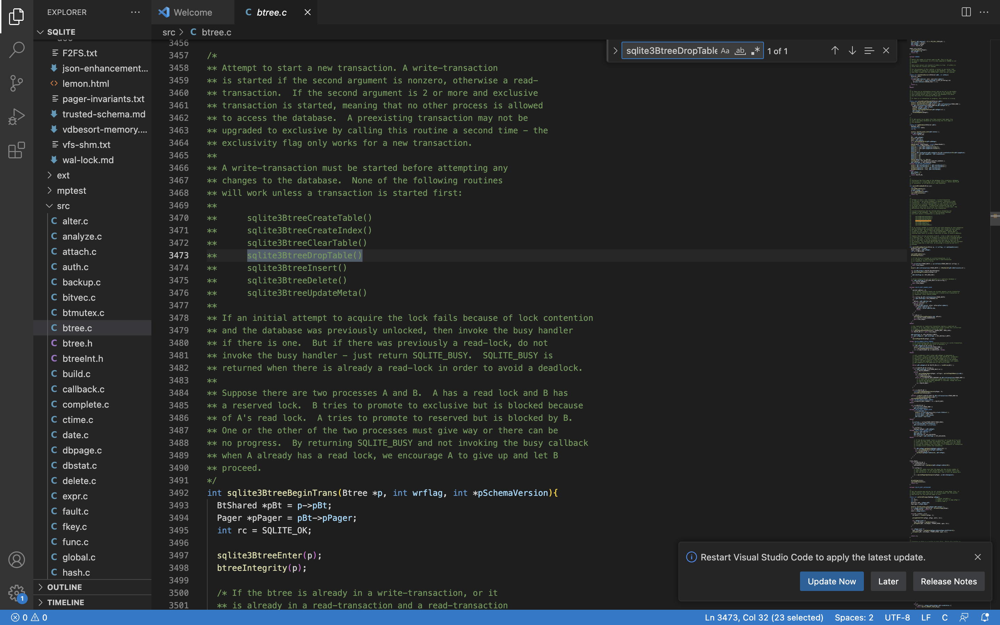 EXPLORER
Welcome
C btree.c
SQLITE
src > C btree.c
F2FS.txt
json-enhancement...
lemon.html
pager-invariants.txt
trusted-schema.md
vdbesort-memory....
vfs-shm.txt
wal-lock.md
ext
mptest
src
C alter.c
C analyze.c
C attach.c
C auth.c
C backup.c
C bitvec.c
C btmutex.c
C btree.c
C btree.h
C btreeInt.h
C build.c
C callback.c
C complete.c
C ctime.c
C date.c
C dbpage.c
C dbstat.c
C delete.c
C expr.c
C fault.c
C fkey.c
C func.c
C global.c
C hash.c
OUTLINE
TIMELINE
1
sqlite3BtreeDropTable Aa ab .* 1 of 1
3456
3457 /*
3458 ** Attempt to start a new transaction. A write-transaction
3459 ** is started if the second argument is nonzero, otherwise a read-
3460 ** transaction.  If the second argument is 2 or more and exclusive
3461 ** transaction is started, meaning that no other process is allowed
3462 ** to access the database.  A preexisting transaction may not be
3463 ** upgraded to exclusive by calling this routine a second time - the
3464 ** exclusivity flag only works for a new transaction.
3465 **
3466 ** A write-transaction must be started before attempting any
3467 ** changes to the database.  None of the following routines
3468 ** will work unless a transaction is started first:
3469 **
3470 **      sqlite3BtreeCreateTable()
3471 **      sqlite3BtreeCreateIndex()
3472 **      sqlite3BtreeClearTable()
3473 **      sqlite3BtreeDropTable()
3474 **      sqlite3BtreeInsert()
3475 **      sqlite3BtreeDelete()
3476 **      sqlite3BtreeUpdateMeta()
3477 **
3478 ** If an initial attempt to acquire the lock fails because of lock contention
3479 ** and the database was previously unlocked, then invoke the busy handler
3480 ** if there is one.  But if there was previously a read-lock, do not
3481 ** invoke the busy handler - just return SQLITE_BUSY.  SQLITE_BUSY is
3482 ** returned when there is already a read-lock in order to avoid a deadlock.
3483 **
3484 ** Suppose there are two processes A and B.  A has a read lock and B has
3485 ** a reserved lock.  B tries to promote to exclusive but is blocked because
3486 ** of A's read lock.  A tries to promote to reserved but is blocked by B.
3487 ** One or the other of the two processes must give way or there can be
3488 ** no progress.  By returning SQLITE_BUSY and not invoking the busy callback
3489 ** when A already has a read lock, we encourage A to give up and let B
3490 ** proceed.
3491 */
3492 int sqlite3BtreeBeginTrans(Btree *p, int wrflag, int *pSchemaVersion){
3493   BtShared *pBt = p->pBt;
3494   Pager *pPager = pBt->pPager;
3495   int rc = SQLITE_OK;
3496
3497   sqlite3BtreeEnter(p);
3498   btreeIntegrity(p);
3499
3500   /* If the btree is already in a write-transaction, or it
3501   ** is already in a read-transaction and a read-transaction
Restart Visual Studio Code to apply the latest update.
Update Now
Later
Release Notes
0 0
Ln 3473, Col 32 (23 selected)
Spaces: 2
UTF-8
LF
C